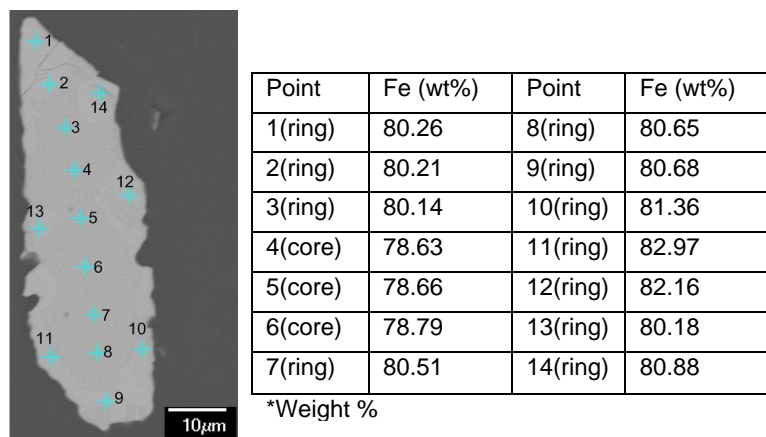 1
2
14
3
4
12
13
5
6
7
10
11
8
9
10μm
Point Fe (wt%) Point Fe (wt%)
1(ring) 80.26 8(ring) 80.65
2(ring) 80.21 9(ring) 80.68
3(ring) 80.14 10(ring) 81.36
4(core) 78.63 11(ring) 82.97
5(core) 78.66 12(ring) 82.16
6(core) 78.79 13(ring) 80.18
7(ring) 80.51 14(ring) 80.88
*Weight %